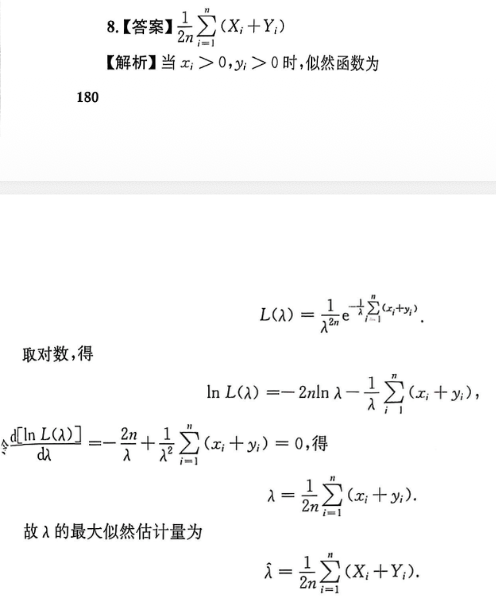 8.【答案】$\frac{1}{2n}\sum_{i=1}^{n}(X_i+Y_i)$
【解析】当 $x_i>0,y_i>0$ 时,似然函数为
180
$L(\lambda)=\frac{1}{\lambda^{2n}}e^{-\frac{1}{\lambda}\sum_{i=1}^{n}(x_i+y_i)}.$
取对数,得
$\ln L(\lambda)=-2n\ln\lambda-\frac{1}{\lambda}\sum_{i=1}^{n}(x_i+y_i),$
令$\frac{d[\ln L(\lambda)]}{d\lambda}=-\frac{2n}{\lambda}+\frac{1}{\lambda^2}\sum_{i=1}^{n}(x_i+y_i)=0$,得
$\lambda=\frac{1}{2n}\sum_{i=1}^{n}(x_i+y_i).$
故 λ 的最大似然估计量为
$\hat{\lambda}=\frac{1}{2n}\sum_{i=1}^{n}(X_i+Y_i).$